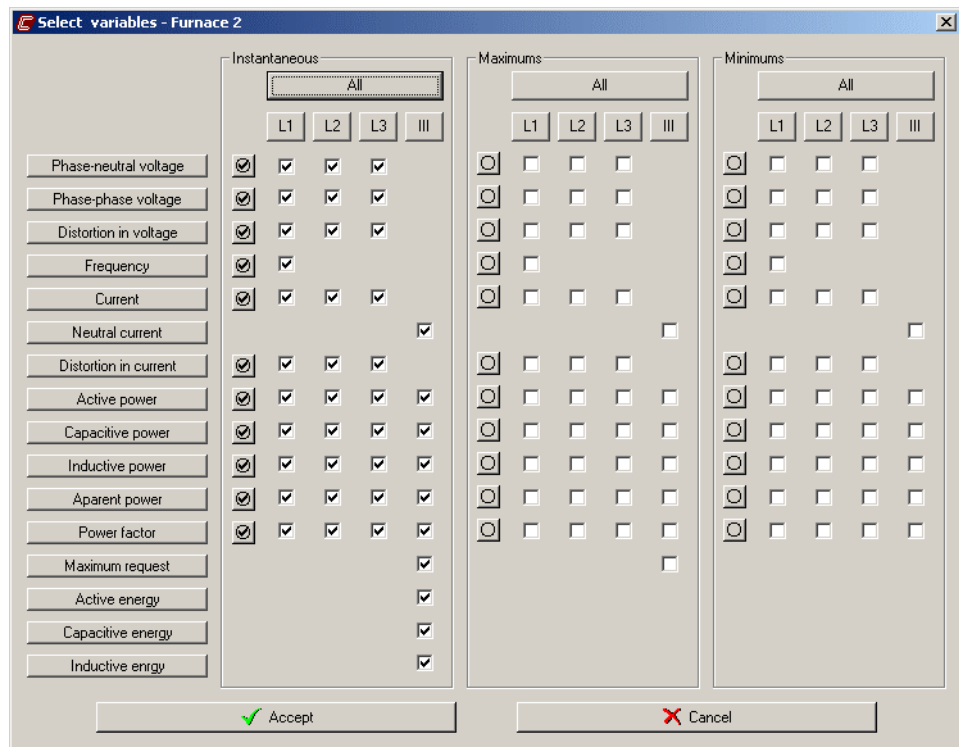 Select variables - Furnace 2
Instantaneous Maximums Minimums
All All All
L1 L2 L3 III L1 L2 L3 III L1 L2 L3 III
Phase-neutral voltage
Phase-phase voltage
Distortion in voltage
Frequency
Current
Neutral current
Distortion in current
Active power
Capacitive power
Inductive power
Aparent power
Power factor
Maximum request
Active energy
Capacitive energy
Inductive enrgy
Accept Cancel